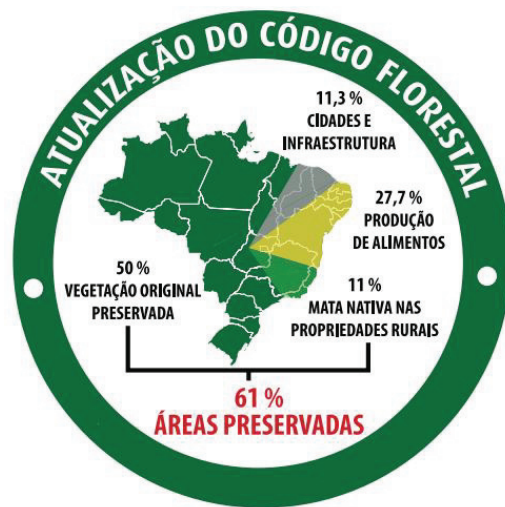 ATUALIZAÇÃO DO CÓDIGO FLORESTAL
11,3 %
CIDADES E
INFRAESTRUTURA
27,7 %
PRODUÇÃO
DE ALIMENTOS
50 %
VEGETAÇÃO ORIGINAL
PRESERVADA
11 %
MATA NATIVA NAS
PROPRIEDADES RURAIS
61 %
ÁREAS PRESERVADAS